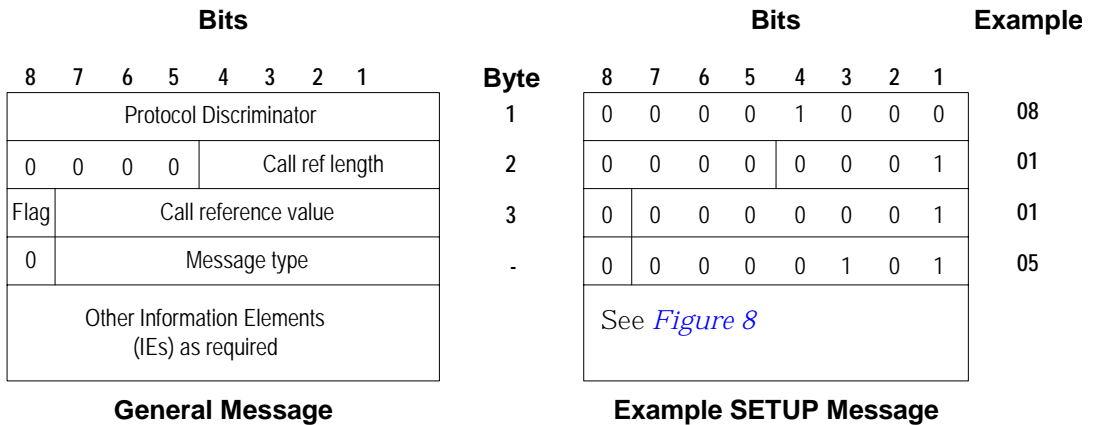 Bits Bits Example
8 7 6 5 4 3 2 1 Byte 8 7 6 5 4 3 2 1
Protocol Discriminator 1 0 0 0 0 1 0 0 0 08
0 0 0 0 Call ref length 2 0 0 0 0 0 0 0 1 01
Flag Call reference value 3 0 0 0 0 0 0 0 1 01
0 Message type - 0 0 0 0 0 1 0 1 05
Other Information Elements
(IEs) as required
See Figure 8
General Message Example SETUP Message